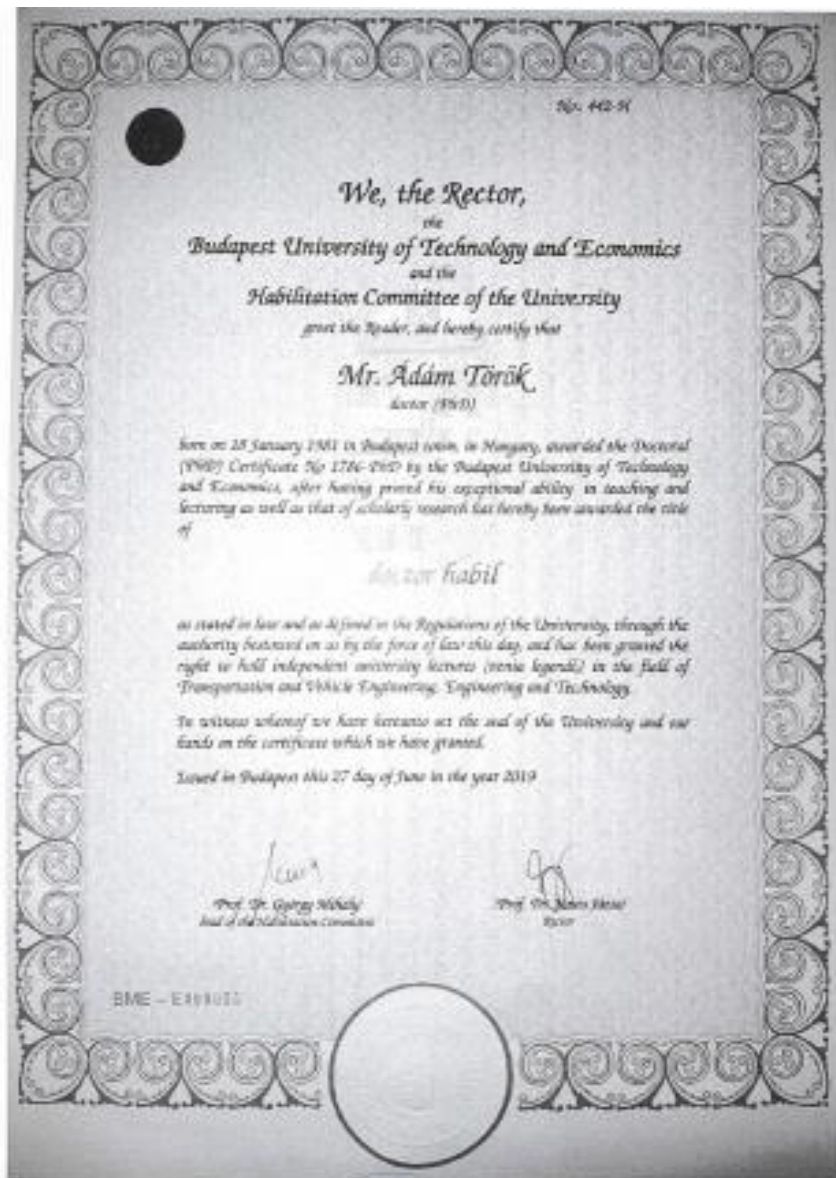 No. 442-H
We, the Rector,
the
Budapest University of Technology and Economics
and the
Habilitation Committee of the University
greet the Reader, and hereby certify that
Mr. Ádám Török
doctor (PhD)
born on 28 January 1981 in Budapest town, in Hungary, awarded the Doctoral
(PhD) Certificate No 1786-PhD by the Budapest University of Technology
and Economics, after having proved his exceptional ability in teaching and
lecturing as well as that of scholarly research has hereby been awarded the title
of
doctor habil
as stated in law and as defined in the Regulations of the University, through the
authority bestowed on us by the force of law this day, and has been granted the
right to hold independent university lectures (venia legendi) in the field of
Transportation and Vehicle Engineering, Engineering and Technology.
In witness whereof we have hereunto set the seal of the University and our
hands on the certificate which we have granted.
Issued in Budapest this 27 day of June in the year 2019
Prof. Dr. György Mihály
head of the Habilitation Committee
Prof. Dr. János Józsa
Rector
BME –